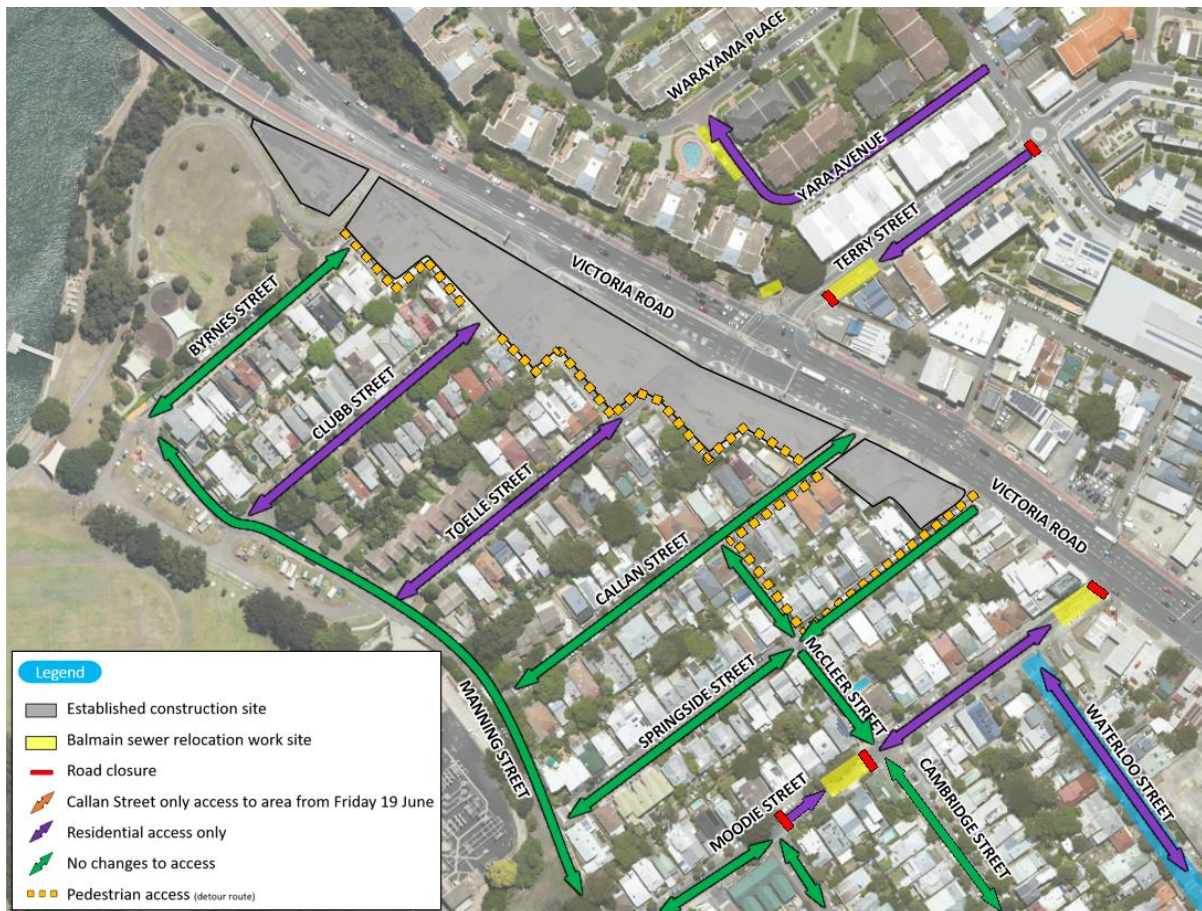 WARAYAMA PLACE
YARA AVENUE
TERRY STREET
VICTORIA ROAD
BYRNES STREET
CLUBB STREET
TOELLE STREET
CALLAN STREET
VICTORIA ROAD
McCLEER STREET
SPRINGSIDE STREET
MANNING STREET
MOODIE STREET
CAMBRIDGE STREET
WATERLOO STREET
Legend
Established construction site
Balmain sewer relocation work site
Road closure
Callan Street only access to area from Friday 19 June
Residential access only
No changes to access
Pedestrian access (detour route)